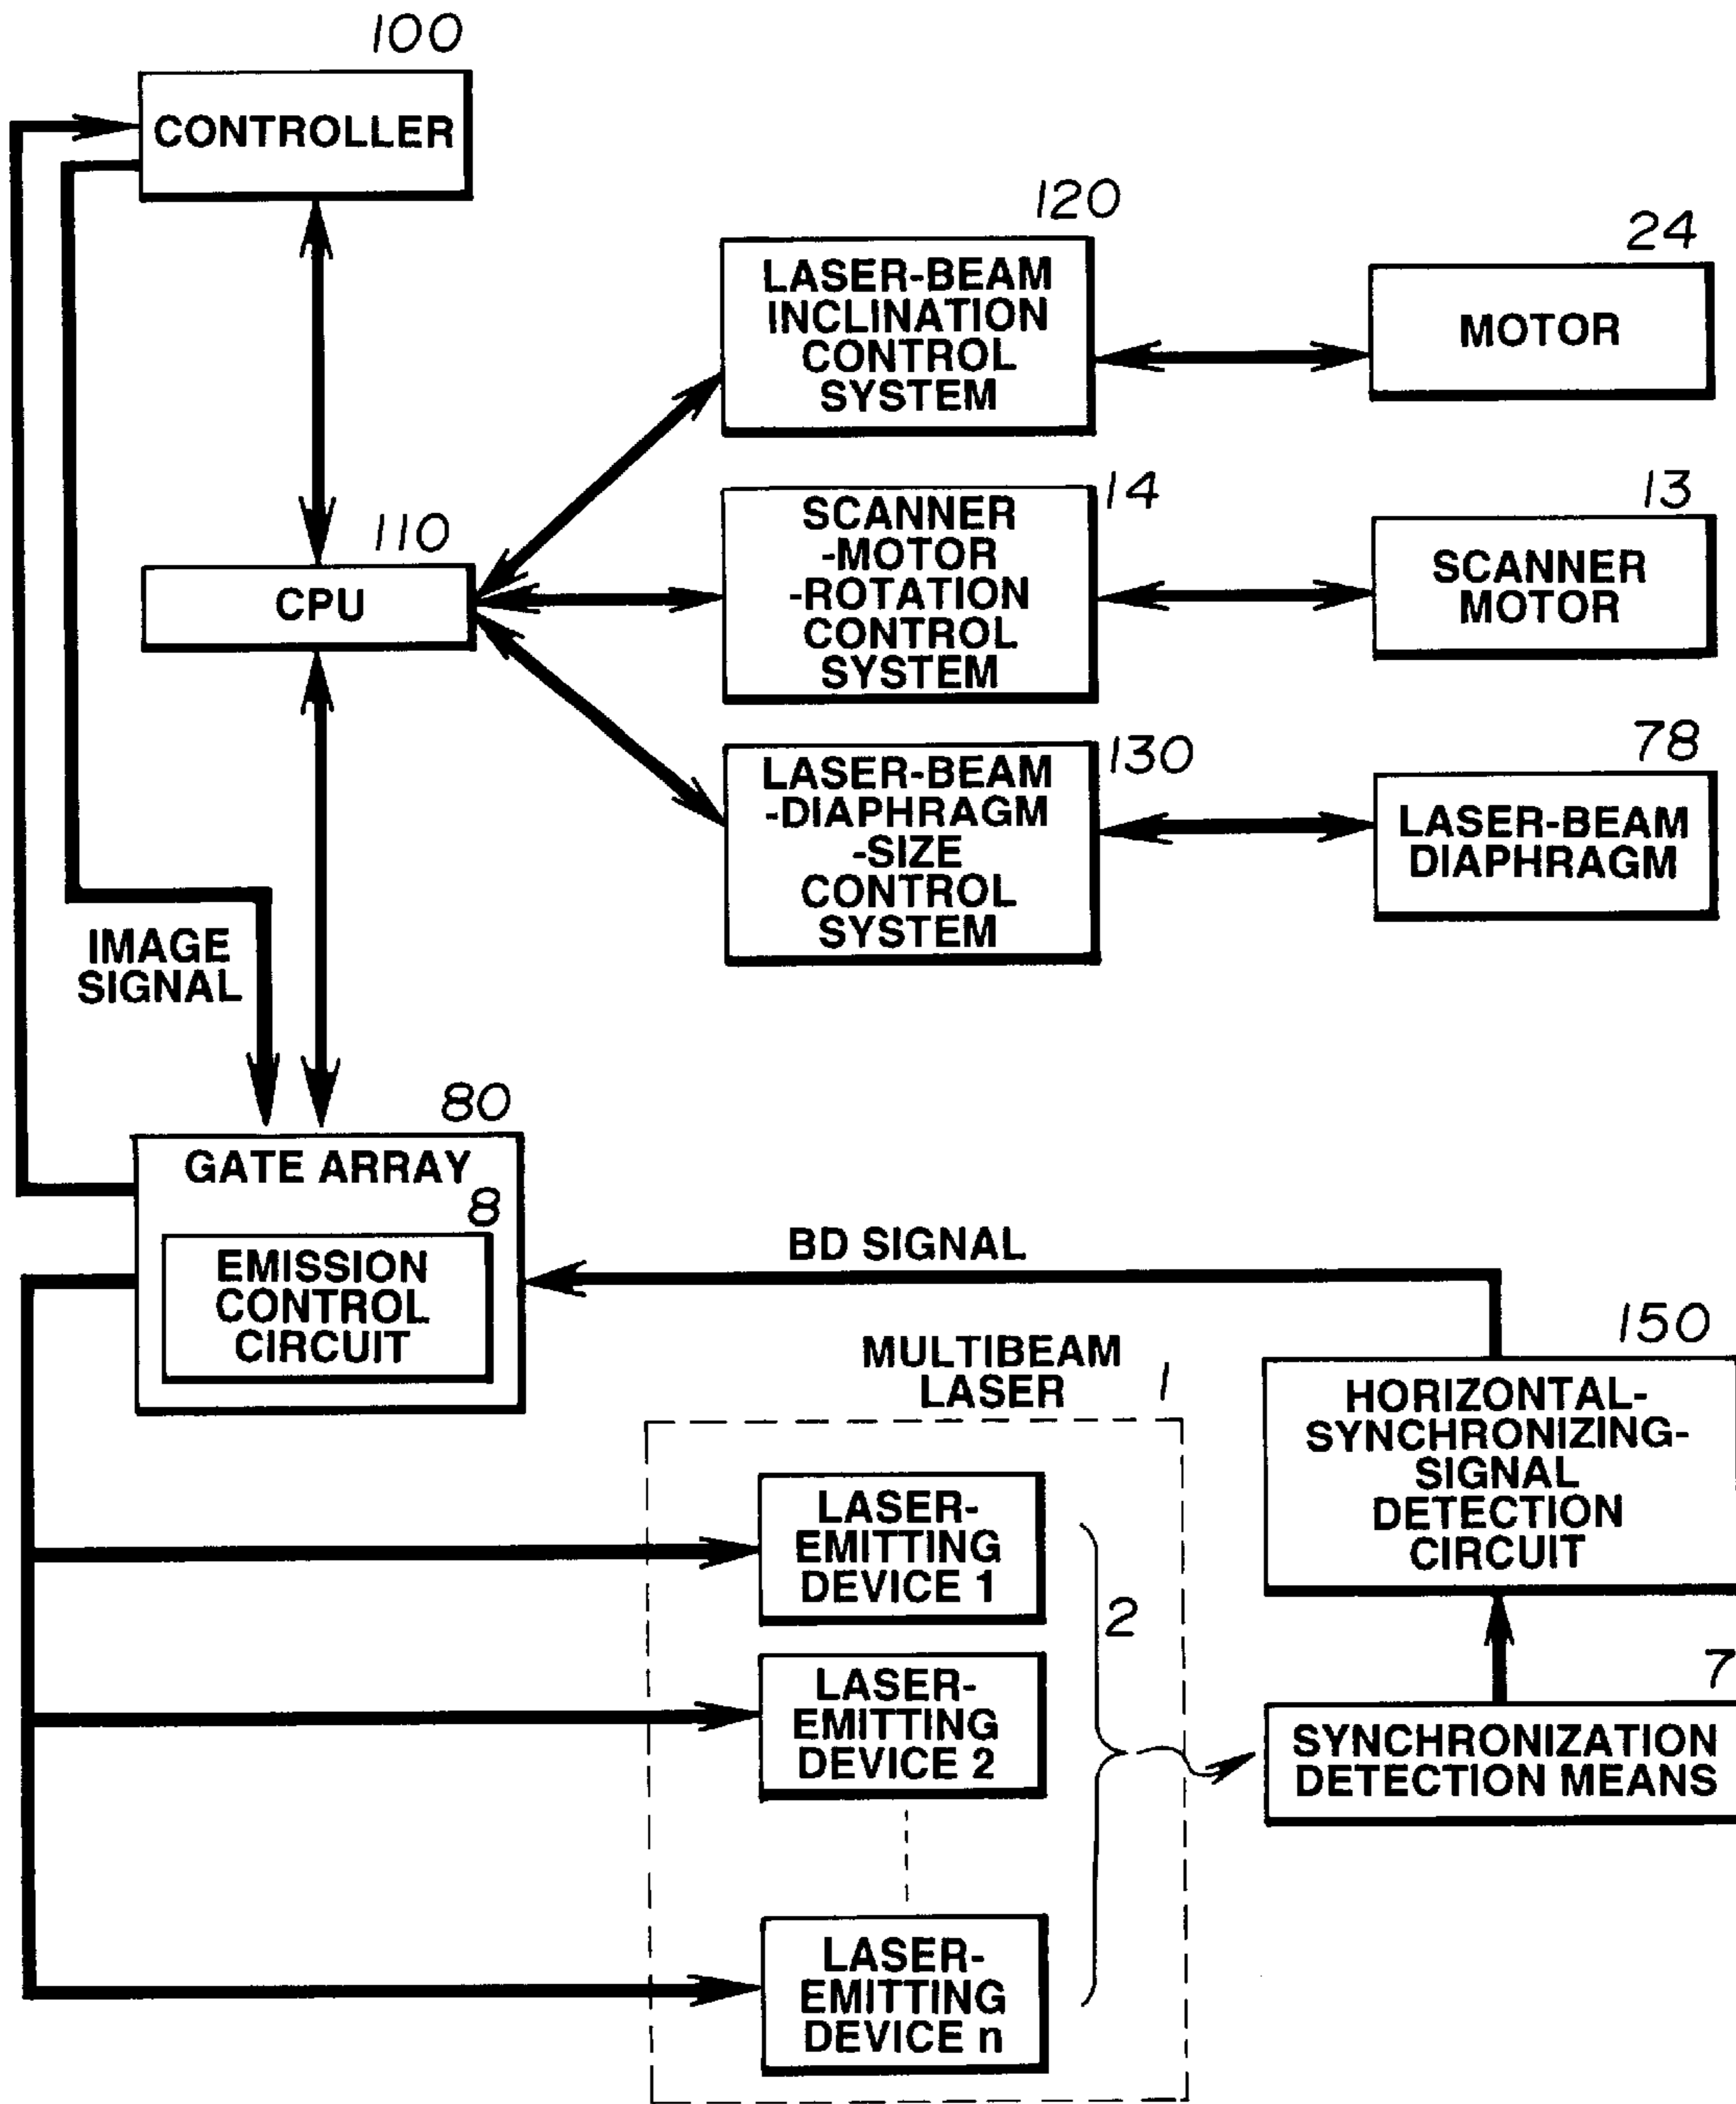 100
CONTROLLER
120
LASER-BEAM
INCLINATION
CONTROL
SYSTEM
24
MOTOR
110
CPU
14
SCANNER
-MOTOR
-ROTATION
CONTROL
SYSTEM
13
SCANNER
MOTOR
130
LASER-BEAM
-DIAPHRAGM
-SIZE
CONTROL
SYSTEM
78
LASER-BEAM
DIAPHRAGM
IMAGE
SIGNAL
80
GATE ARRAY
8
EMISSION
CONTROL
CIRCUIT
BD SIGNAL
150
HORIZONTAL-
SYNCHRONIZING-
SIGNAL
DETECTION
CIRCUIT
MULTIBEAM
LASER
1
LASER-
EMITTING
DEVICE 1
2
LASER-
EMITTING
DEVICE 2
7
SYNCHRONIZATION
DETECTION MEANS
LASER-
EMITTING
DEVICE n